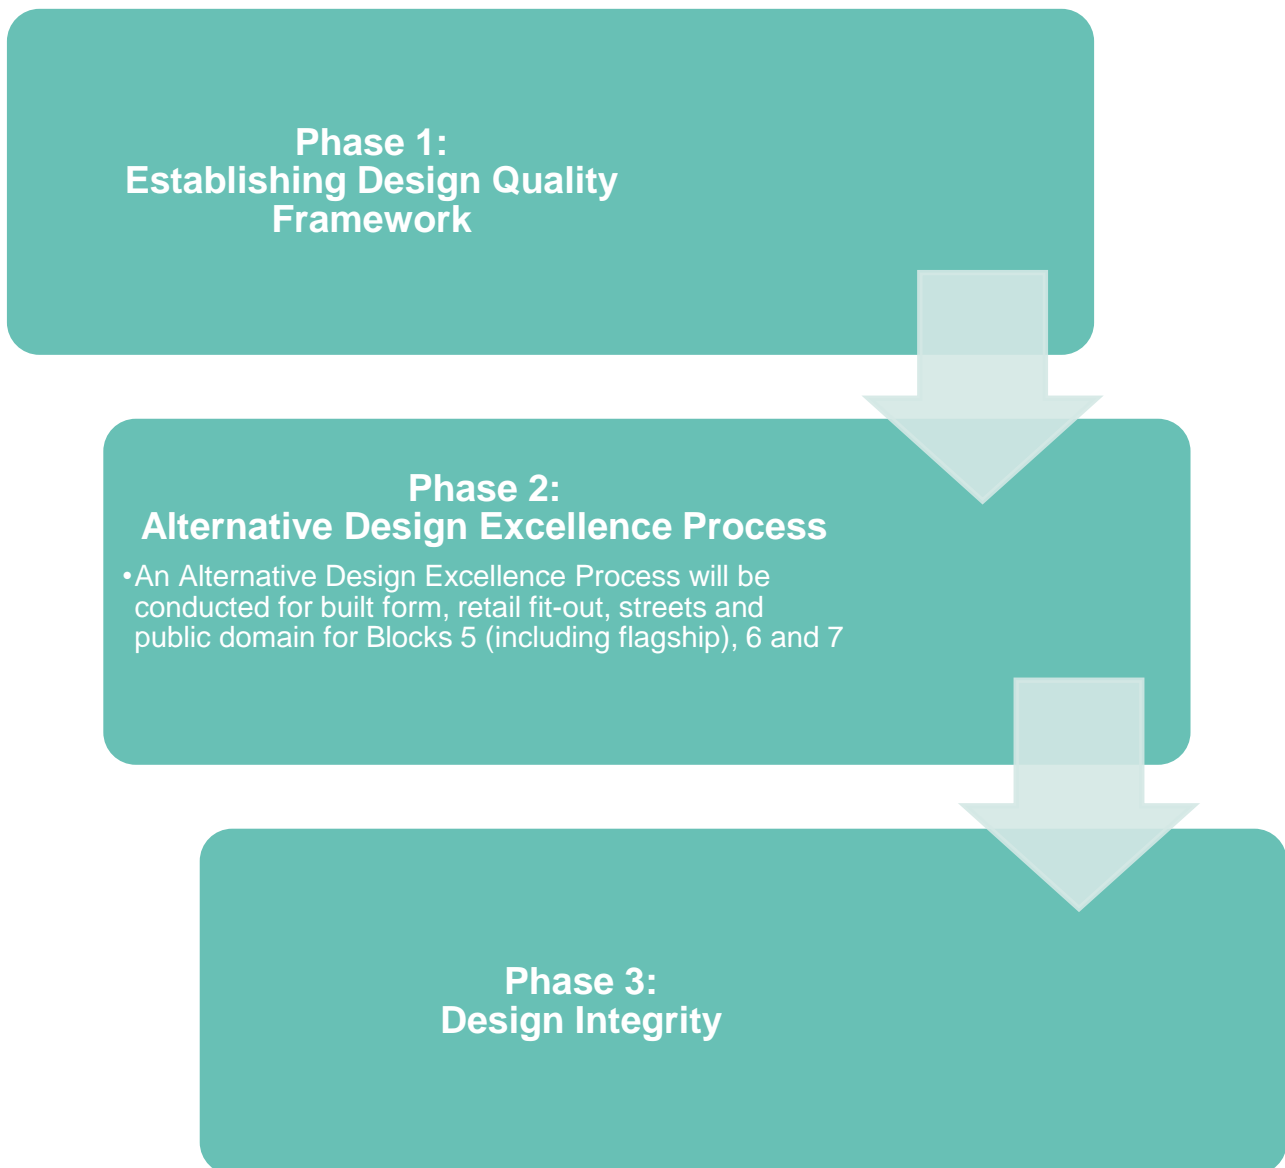 Phase 1:
Establishing Design Quality
Framework
Phase 2:
Alternative Design Excellence Process
•An Alternative Design Excellence Process will be
conducted for built form, retail fit-out, streets and
public domain for Blocks 5 (including flagship), 6 and 7
Phase 3:
Design Integrity